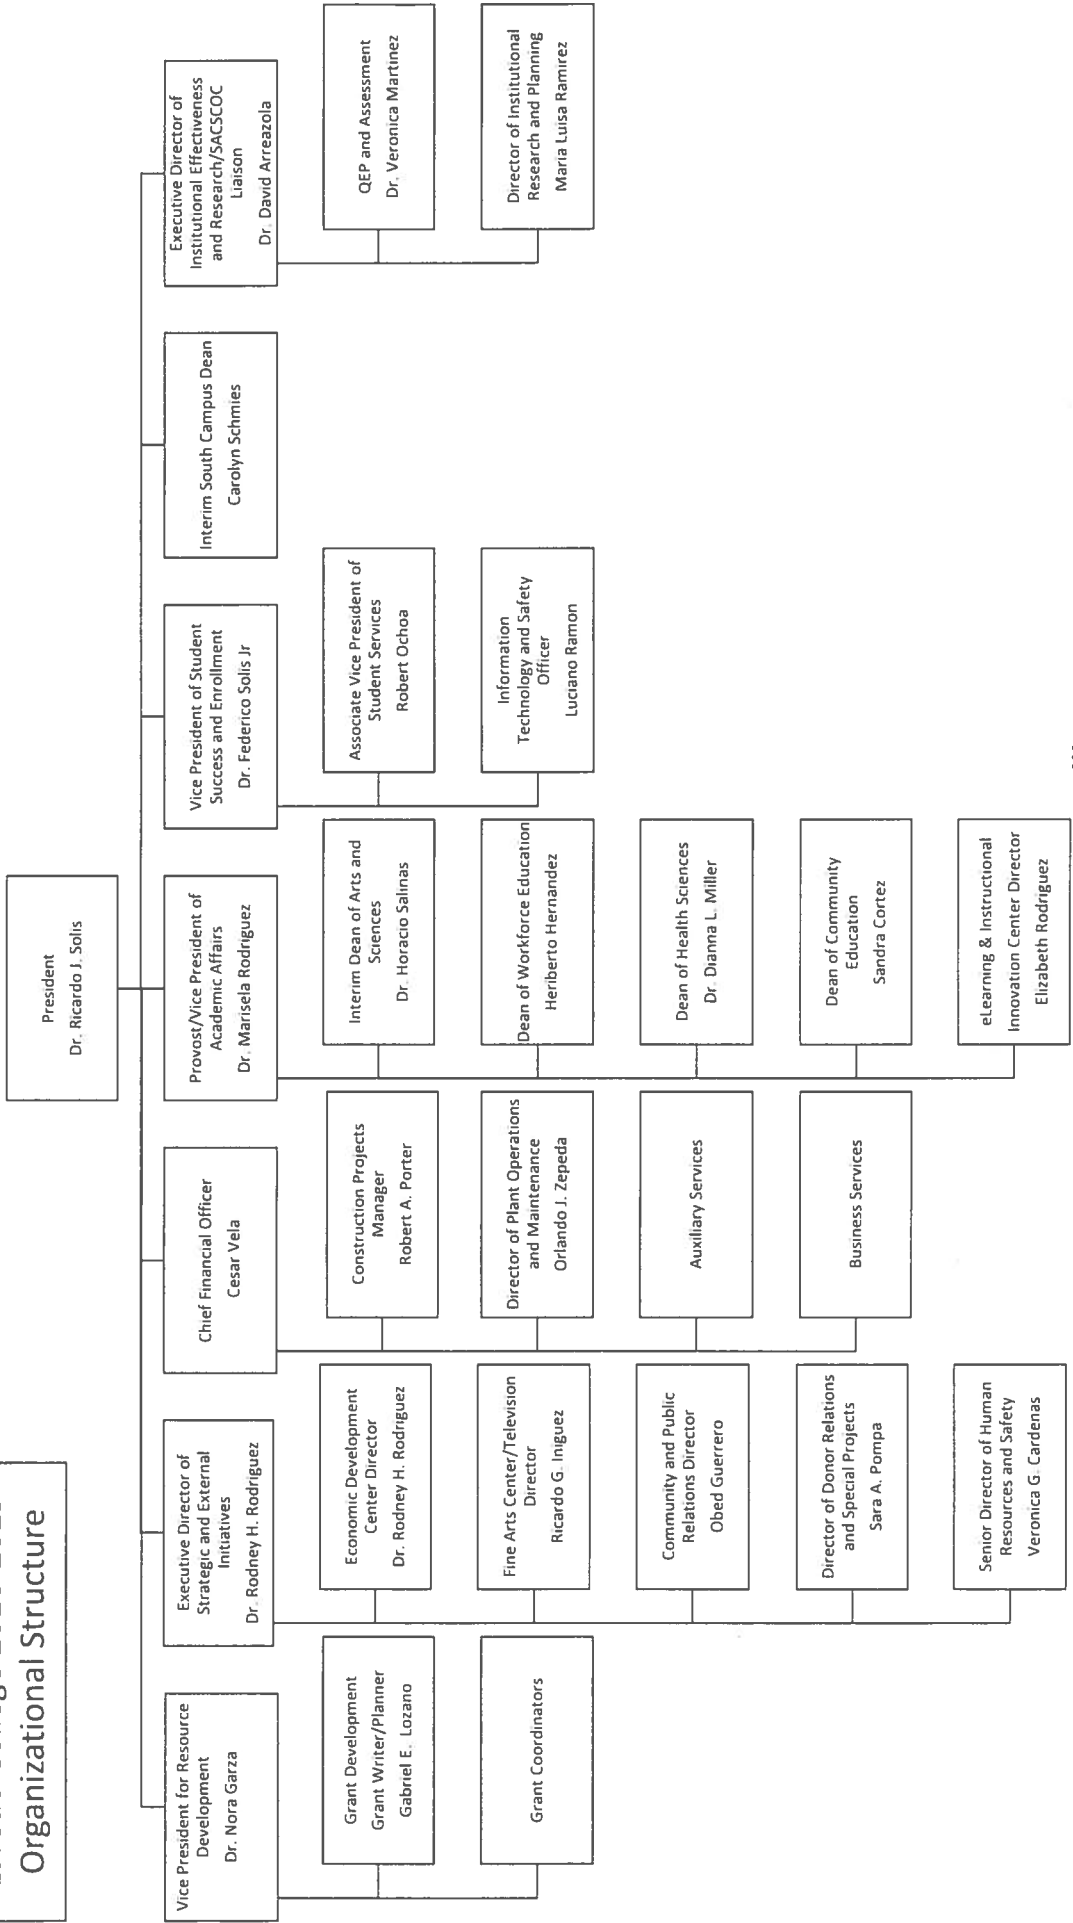 Organizational Structure
President
Dr. Ricardo J. Solis
Vice President for Resource
Development
Dr. Nora Garza
Grant Development
Grant Writer/Planner
Gabriel E. Lozano
Grant Coordinators
Executive Director of
Strategic and External
Initiatives
Dr. Rodney H. Rodriguez
Economic Development
Center Director
Dr. Rodney H. Rodriguez
Fine Arts Center/Television
Director
Ricardo G. Iniguez
Community and Public
Relations Director
Obed Guerrero
Director of Donor Relations
and Special Projects
Sara A. Pompa
Senior Director of Human
Resources and Safety
Veronica G. Cardenas
Chief Financial Officer
Cesar Vela
Construction Projects
Manager
Robert A. Porter
Director of Plant Operations
and Maintenance
Orlando J. Zepeda
Auxiliary Services
Business Services
Provost/Vice President of
Academic Affairs
Dr. Marisela Rodriguez
Interim Dean of Arts and
Sciences
Dr. Horacio Salinas
Dean of Workforce Education
Heriberto Hernandez
Dean of Health Sciences
Dr. Dianna L. Miller
Dean of Community
Education
Sandra Cortez
eLearning & Instructional
Innovation Center Director
Elizabeth Rodriguez
Vice President of Student
Success and Enrollment
Dr. Federico Solis Jr
Associate Vice President of
Student Services
Robert Ochoa
Information
Technology and Safety
Officer
Luciano Ramon
Interim South Campus Dean
Carolyn Schmies
Executive Director of
Institutional Effectiveness
and Research/SACSCOC
Liaison
Dr. David Arreazola
QEP and Assessment
Dr. Veronica Martinez
Director of Institutional
Research and Planning
Maria Luisa Ramirez